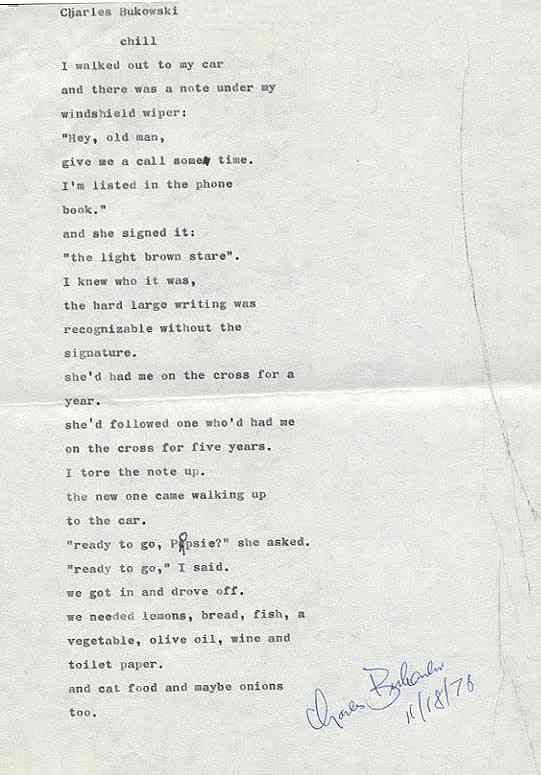 Charles Bukowski
chill
I walked out to my car
and there was a note under my
windshield wiper:
"Hey, old man,
give me a call some time.
I'm listed in the phone
book."
and she signed it:
"the light brown stare".
I knew who it was,
the hard large writing was
recognizable without the
signature.
she'd had me on the cross for a
year.
she'd followed one who'd had me
on the cross for five years.
I tore the note up.
the new one came walking up
to the car.
"ready to go, Popsie?" she asked.
"ready to go," I said.
we got in and drove off.
we needed lemons, bread, fish, a
vegetable, olive oil, wine and
toilet paper.
and cat food and maybe onions
too.
Charles Bukowski
11/18/78